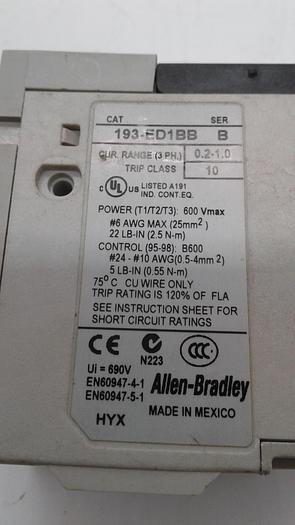 CAT SER
193-ED1BB B
CUR. RANGE (3 PH.) 0.2-1.0
TRIP CLASS 10
C UL US LISTED A191
IND. CONT. EQ.
POWER (T1/T2/T3): 600 Vmax
#6 AWG MAX (25mm²)
22 LB-IN (2.5 N-m)
CONTROL (95-98): B600
#24 - #10 AWG (0.5-4mm²)
5 LB-IN (0.55 N-m)
75°C CU WIRE ONLY
TRIP RATING IS 120% OF FLA
SEE INSTRUCTION SHEET FOR
SHORT CIRCUIT RATINGS
CE N223 CCC
Ui = 690V
EN60947-4-1
EN60947-5-1
Allen-Bradley
MADE IN MEXICO
HYX